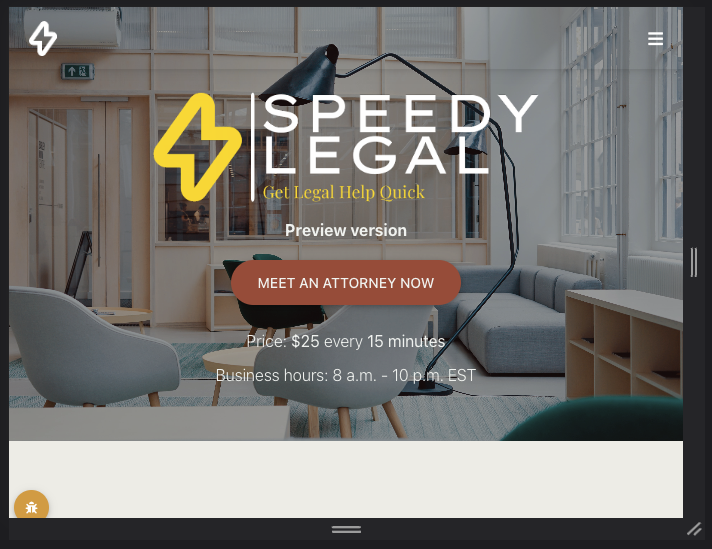 SPEEDY
LEGAL
Get Legal Help Quick
Preview version
MEET AN ATTORNEY NOW
Price: $25 every 15 minutes
Business hours: 8 a.m. - 10 p.m. EST